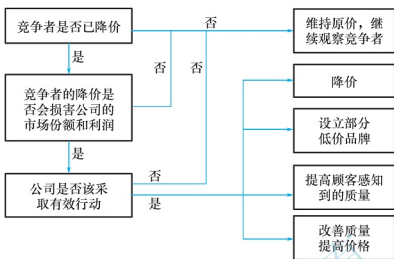 竞争者是否已降价
否
维持原价，继
续观察竞争者
是
否
否
竞争者的降价是
否会损害公司的
市场份额和利润
降价
设立部分
低价品牌
是
公司是否该采
取有效行动
否
是
提高顾客感知
到的质量
改善质量
提高价格